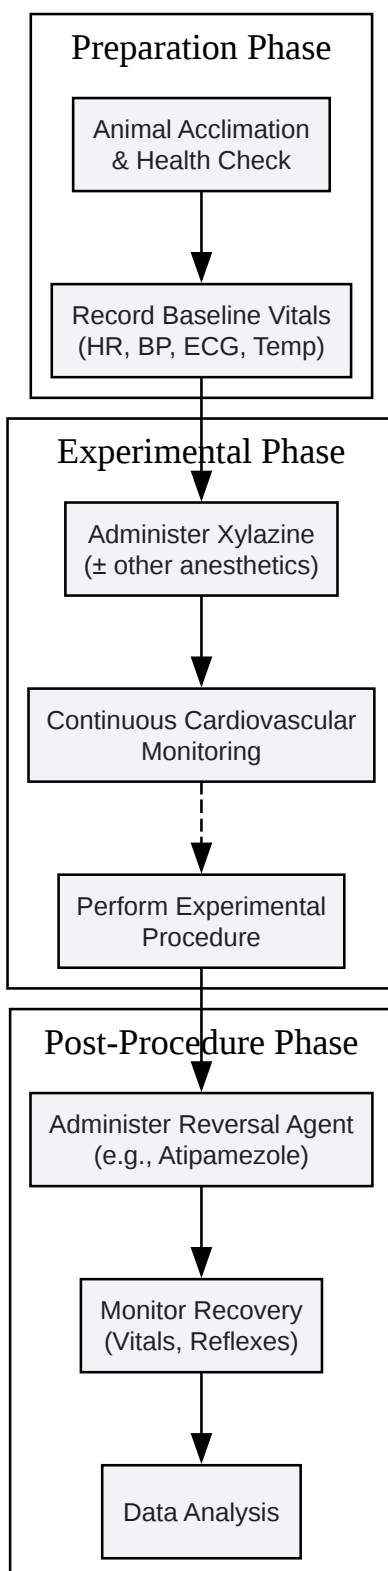 Preparation Phase
Animal Acclimation
& Health Check
Record Baseline Vitals
(HR, BP, ECG, Temp)
Experimental Phase
Administer Xylazine
(± other anesthetics)
Continuous Cardiovascular
Monitoring
Perform Experimental
Procedure
Post-Procedure Phase
Administer Reversal Agent
(e.g., Atipamezole)
Monitor Recovery
(Vitals, Reflexes)
Data Analysis